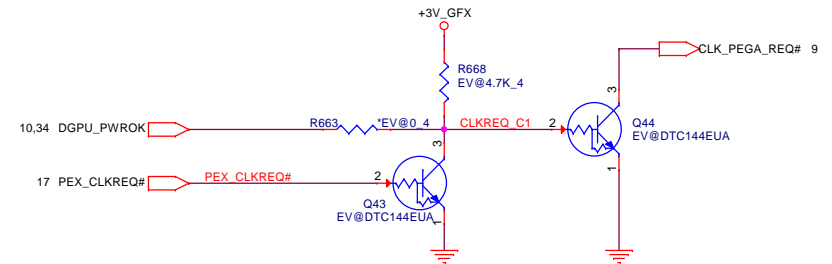 +3V_GFX
CLK_PEGA_REQ# 9
R668
EV@4.7K_4
3
10,34 DGPU_PWROK
R663
*EV@0_4
CLKREQ_C1
2
Q44
EV@DTC144EUA
3
1
17 PEX_CLKREQ#
PEX_CLKREQ#
2
Q43
EV@DTC144EUA
1